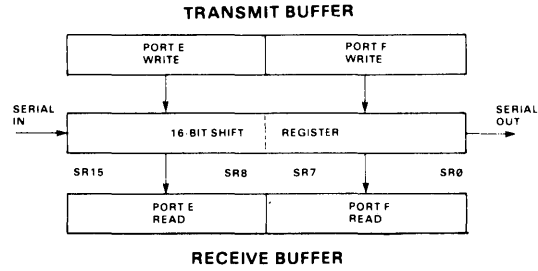 TRANSMIT BUFFER
PORT E
WRITE
PORT F
WRITE
SERIAL
IN
SERIAL
OUT
16-BIT SHIFT REGISTER
SR15 SR8 SR7 SR0
PORT E
READ
PORT F
READ
RECEIVE BUFFER